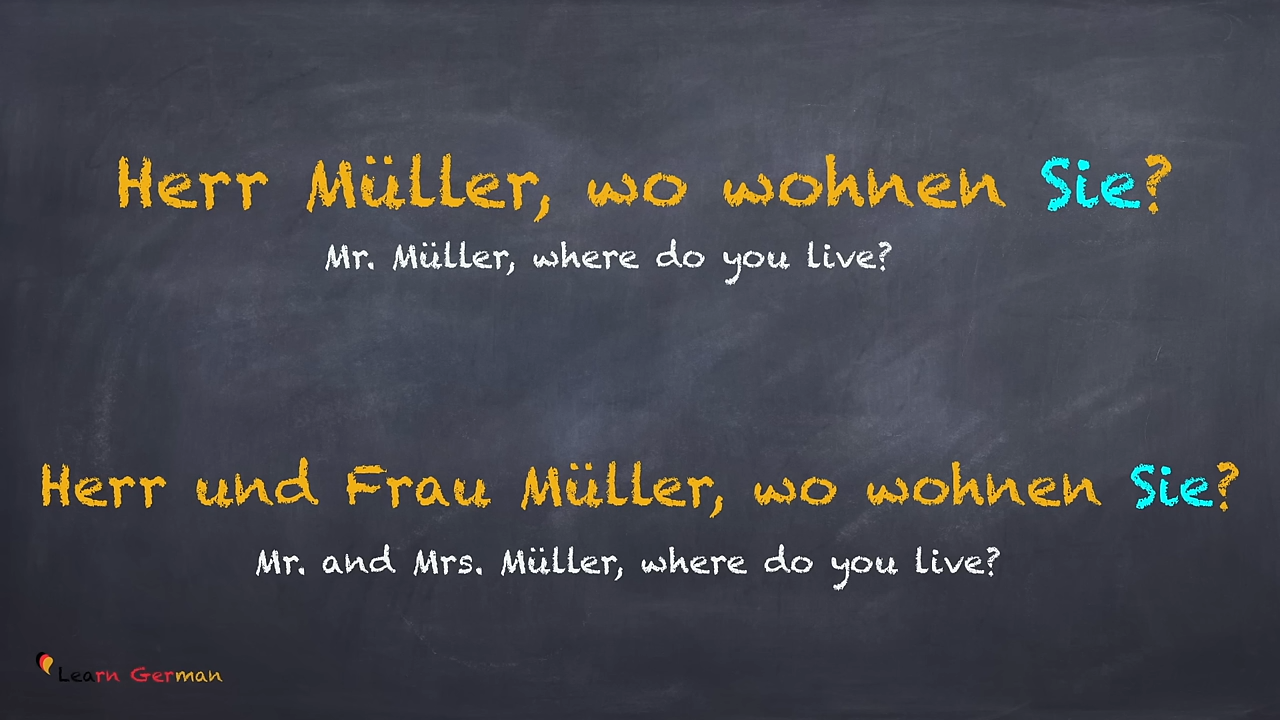 Herr Müller, wo wohnen Sie?
Mr. Müller, where do you live?
Herr und Frau Müller, wo wohnen Sie?
Mr. and Mrs. Müller, where do you live?
Learn German